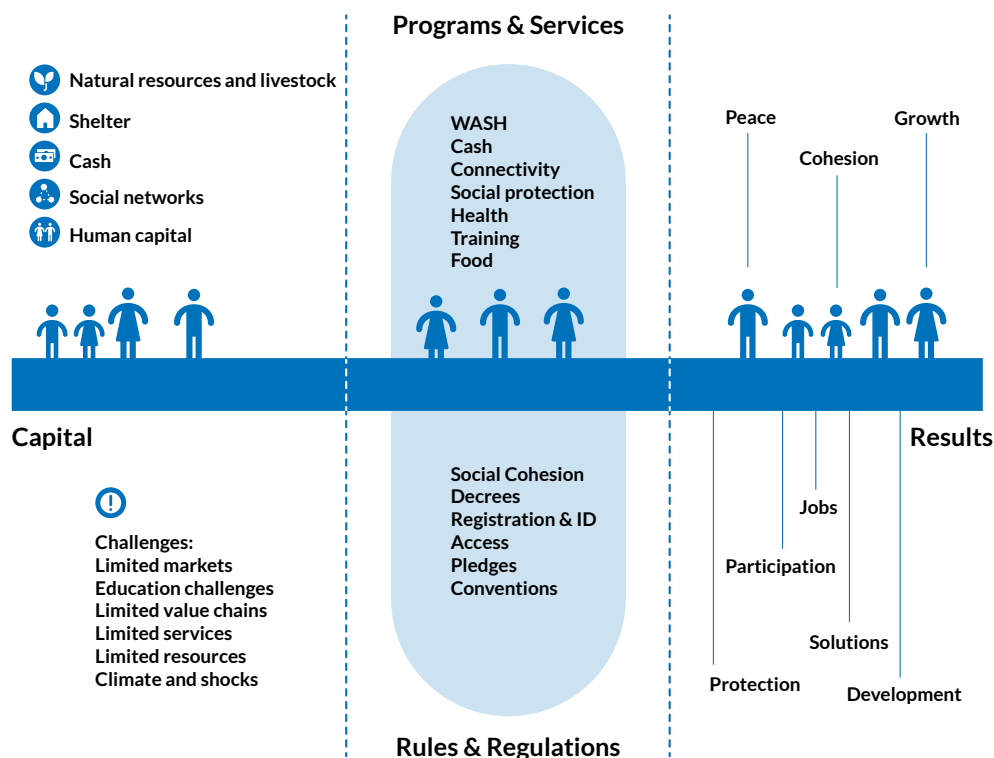 Programs & Services
Natural resources and livestock
Shelter
Cash
Social networks
Human capital
WASH
Cash
Connectivity
Social protection
Health
Training
Food
Peace
Growth
Cohesion
Capital
Results
Challenges:
Limited markets
Education challenges
Limited value chains
Limited services
Limited resources
Climate and shocks
Social Cohesion
Decrees
Registration & ID
Access
Pledges
Conventions
Jobs
Participation
Solutions
Protection
Development
Rules & Regulations